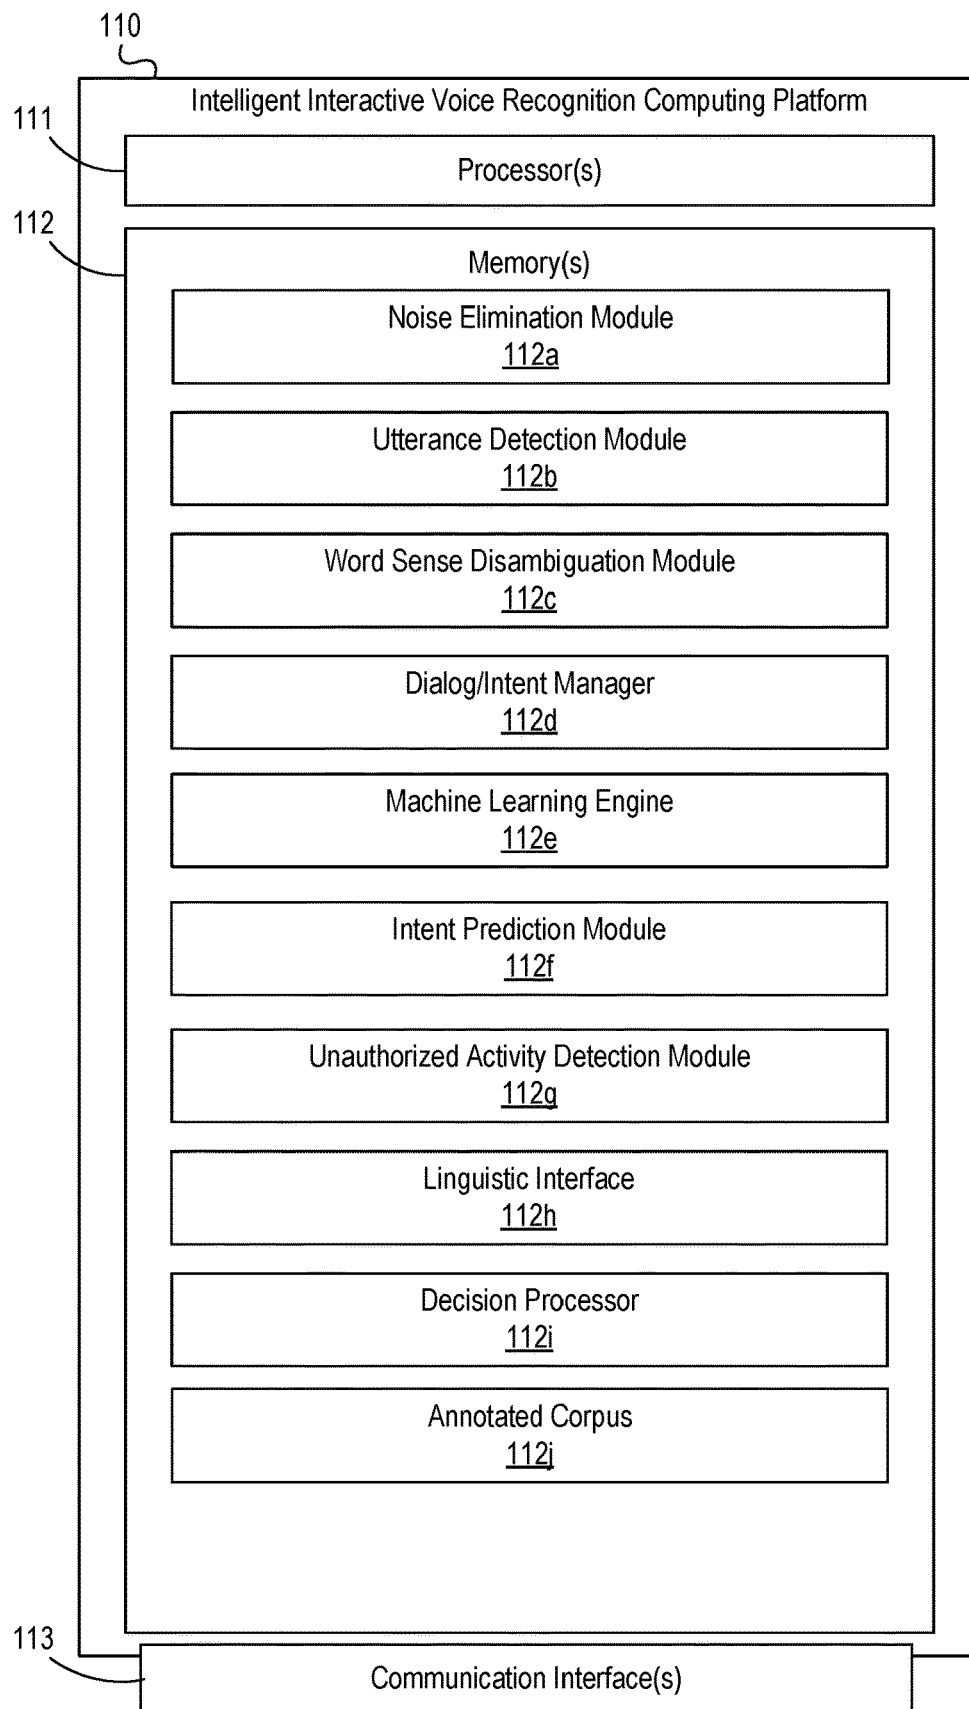 110
Intelligent Interactive Voice Recognition Computing Platform
111
Processor(s)
112
Memory(s)
Noise Elimination Module
112a
Utterance Detection Module
112b
Word Sense Disambiguation Module
112c
Dialog/Intent Manager
112d
Machine Learning Engine
112e
Intent Prediction Module
112f
Unauthorized Activity Detection Module
112g
Linguistic Interface
112h
Decision Processor
112i
Annotated Corpus
112j
113
Communication Interface(s)